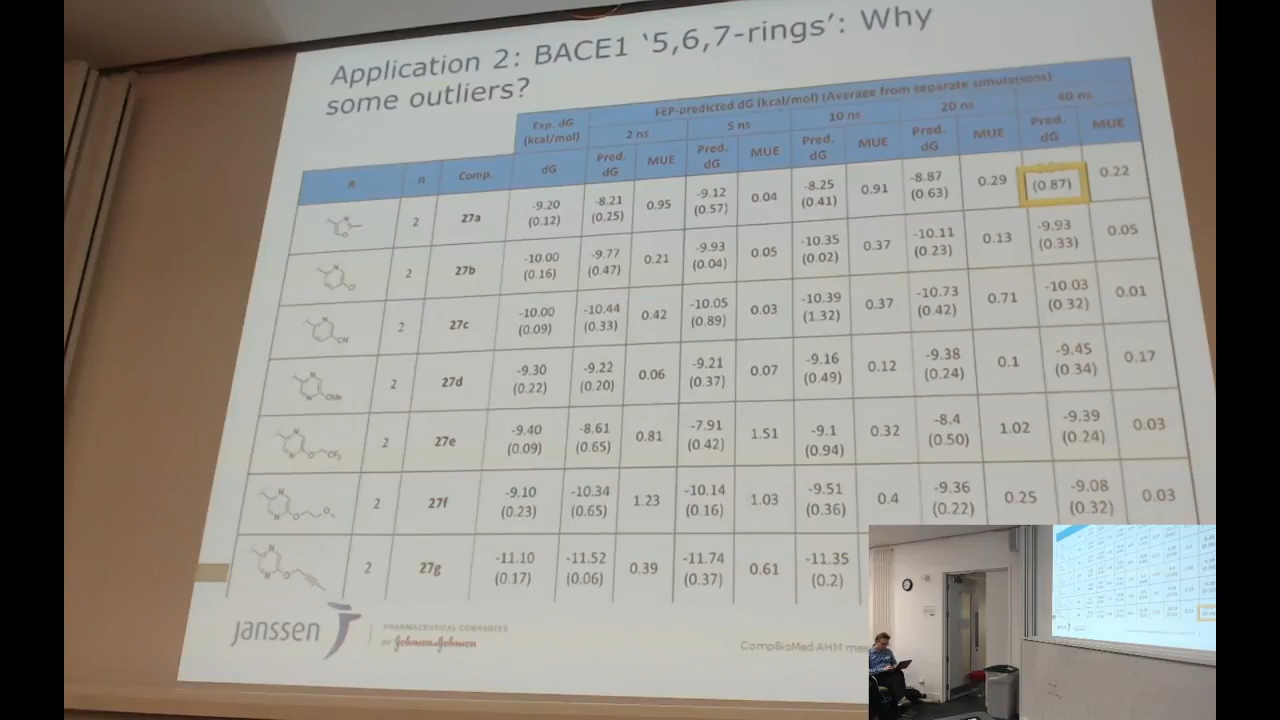 Application 2: BACE1 ‘5,6,7-rings’: Why
some outliers?
Exp. dG (kcal/mol) FEP-predicted dG (kcal/mol) (Average from separate simulations)
2 ns 5 ns 10 ns 20 ns 40 ns
R n Comp. dG Pred. dG MUE Pred. dG MUE Pred. dG MUE Pred. dG MUE Pred. dG MUE
2 27a -9.20 (0.12) -8.21 (0.25) 0.95 -9.12 (0.57) 0.04 -8.25 (0.41) 0.91 -8.87 (0.63) 0.29 (0.87) 0.22
2 27b -10.00 (0.16) -9.77 (0.47) 0.21 -9.93 (0.04) 0.05 -10.35 (0.02) 0.37 -10.11 (0.23) 0.13 -9.93 (0.33) 0.05
CN 2 27c -10.00 (0.09) -10.44 (0.33) 0.42 -10.05 (0.89) 0.03 -10.39 (1.32) 0.37 -10.73 (0.42) 0.71 -10.03 (0.32) 0.01
OMe 2 27d -9.30 (0.22) -9.22 (0.20) 0.06 -9.21 (0.37) 0.07 -9.16 (0.49) 0.12 -9.38 (0.24) 0.1 -9.45 (0.34) 0.17
2 27e -9.40 (0.09) -8.61 (0.65) 0.81 -7.91 (0.42) 1.51 -9.1 (0.94) 0.32 -8.4 (0.50) 1.02 -9.39 (0.24) 0.03
2 27f -9.10 (0.23) -10.34 (0.65) 1.23 -10.14 (0.16) 1.03 -9.51 (0.36) 0.4 -9.36 (0.22) 0.25 -9.08 (0.32) 0.03
2 27g -11.10 (0.17) -11.52 (0.06) 0.39 -11.74 (0.37) 0.61 -11.35 (0.2)
janssen
PHARMACEUTICAL COMPANIES
OF Johnson & Johnson
CompBioMed AHM